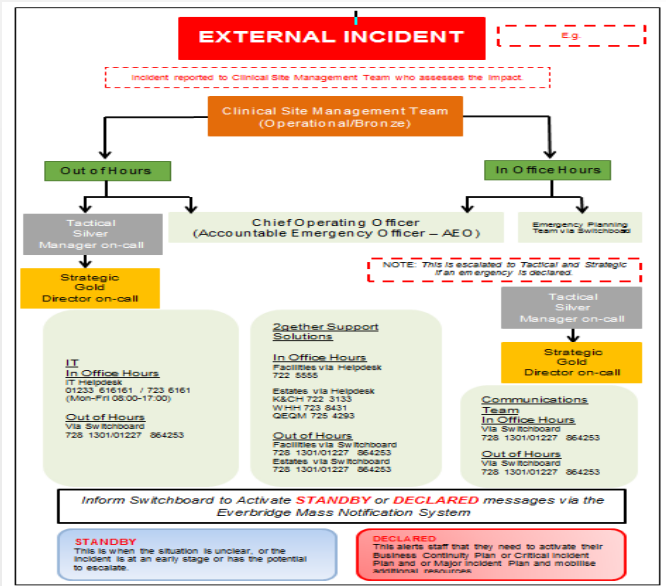 EXTERNAL INCIDENT
E.g.
Incident reported to Clinical Site Management Team who assesses the impact.
Clinical Site Management Team
(Operational/Bronze)
Out of Hours
In Office Hours
Tactical
Silver
Manager on-call
Chief Operating Officer
(Accountable Emergency Officer – AEO)
Emergency Planning
Team via Switchboard
Strategic
Gold
Director on-call
NOTE: This is escalated to Tactical and Strategic
if an emergency is declared.
Tactical
Silver
Manager on-call
Strategic
Gold
Director on-call
IT
In Office Hours
IT Helpdesk
01233 616161 / 723 6161
(Mon-Fri 08:00-17:00)
Out of Hours
Via Switchboard
728 1301/01227 864253
2gether Support
Solutions
In Office Hours
Facilities via Helpdesk
722 5555
Estates via Helpdesk
K&CH 722 3133
WHH 723 8431
QEQM 725 4293
Out of Hours
Facilities via Switchboard
728 1301/01227 864253
Estates via Switchboard
728 1301/01227 864253
Communications
Team
In Office Hours
Via Switchboard
728 1301/01227 864253
Out of Hours
Via Switchboard
728 1301/01227 864253
Inform Switchboard to Activate STANDBY or DECLARED messages via the
Everbridge Mass Notification System
STANDBY
This is when the situation is unclear, or the
incident is at an early stage or has the potential
to escalate.
DECLARED
This alerts staff that they need to activate their
Business Continuity Plan or Critical Incident
Plan and or Major Incident Plan and mobilise
additional resources.